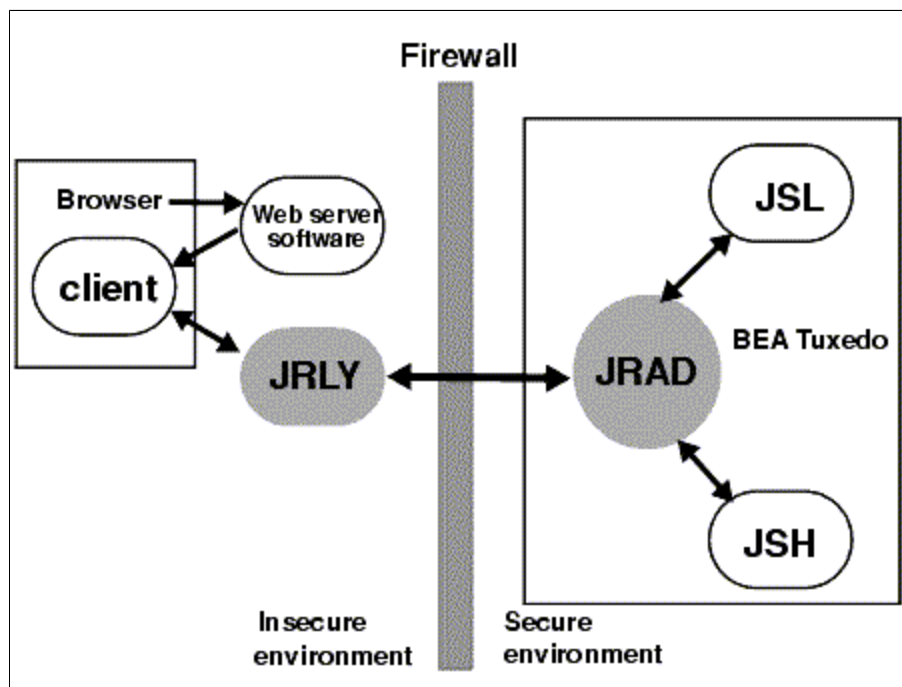 Firewall
Browser
Web server
software
client
JRLY
JSL
JRAD
BEA Tuxedo
JSH
Insecure
environment
Secure
environment